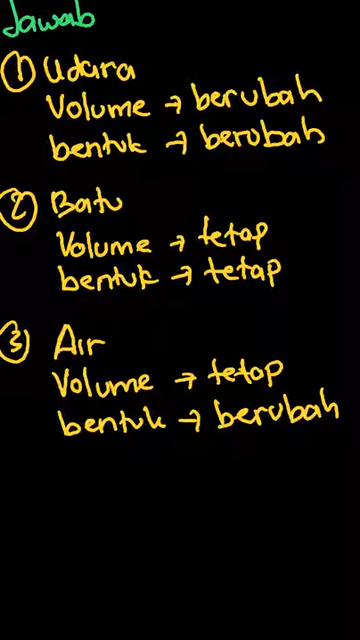 Jawab
① Udara
Volume → berubah
bentuk → berubah
② Batu
Volume → tetap
bentuk → tetap
③ Air
Volume → tetap
bentuk → berubah